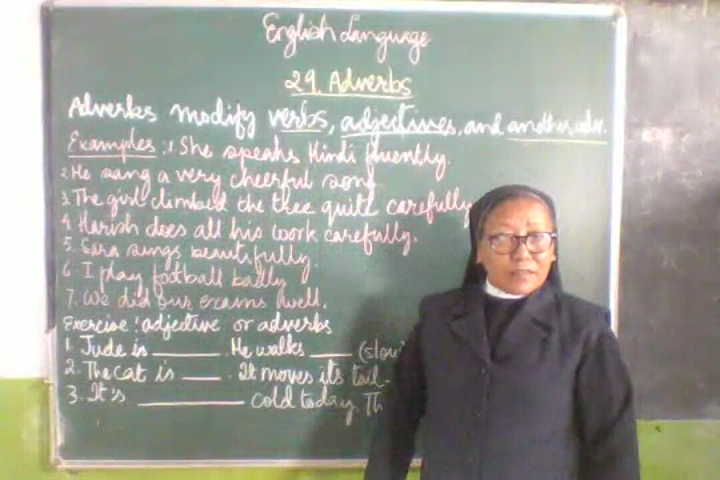 English Language
29. Adverbs
Adverbs modify verbs, adjectives, and another adv.
Examples :1 She speaks Hindi fluently.
2. He sang a very cheerful song
3. The girl climbed the tree quite carefully
4. Harish does all his work carefully.
5. Sara sings beautifully.
6 I play football badly
7. We did our exams well.
Exercise: adjective or adverbs
1. Jude is ______. He walks ____ (slow
2. The cat is ____. It moves its tail.
3. It is __________ cold today. Th